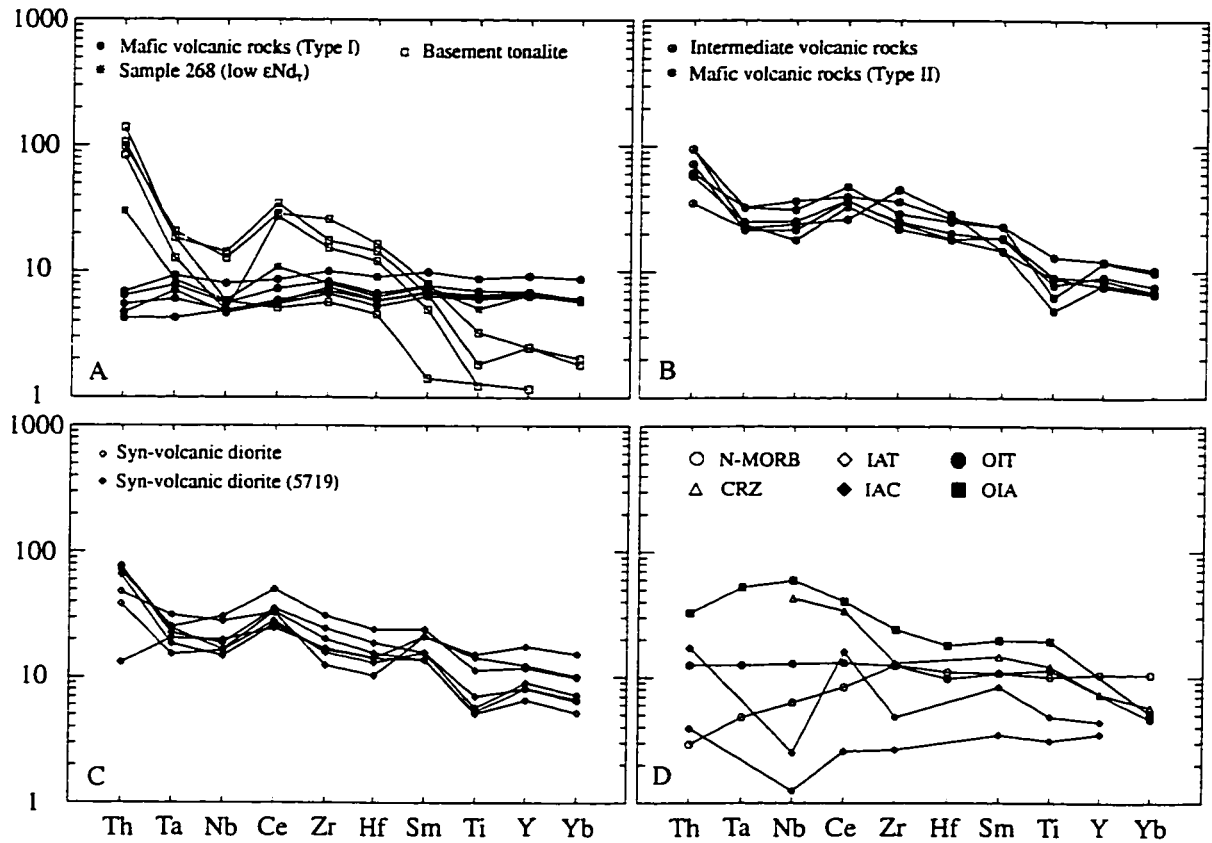 1000
100
10
1
Mafic volcanic rocks (Type I)
Sample 268 (low εNdT)
Basement tonalite
A
Intermediate volcanic rocks
Mafic volcanic rocks (Type II)
B
1000
100
10
1
Syn-volcanic diorite
Syn-volcanic diorite (5719)
C
N-MORB IAT OIT
CRZ IAC OIA
D
Th Ta Nb Ce Zr Hf Sm Ti Y Yb
Th Ta Nb Ce Zr Hf Sm Ti Y Yb